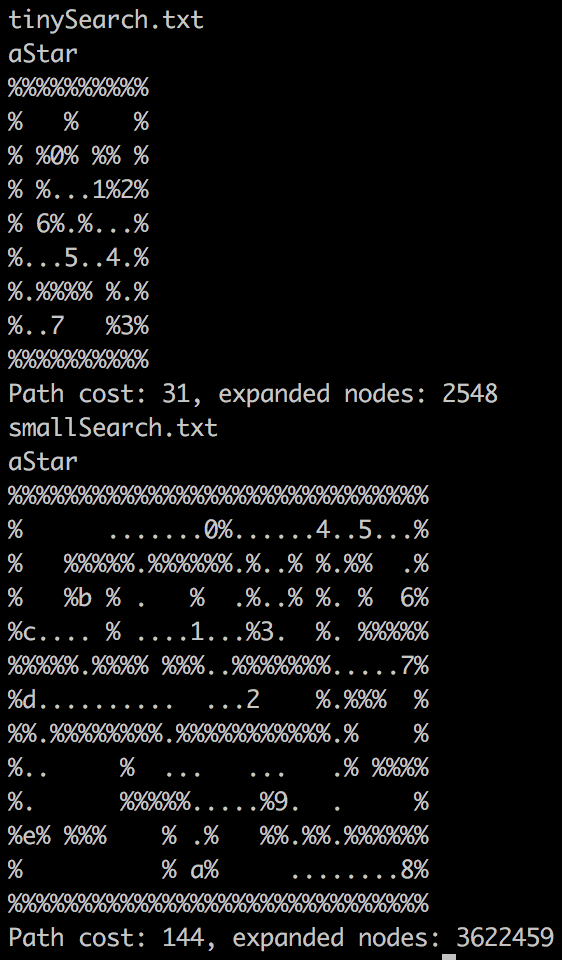 tinySearch.txt
aStar
%%%%%%%%%%
%   %    %
% %0% %% %
% %...1%2%
% 6%.%...%
%...5..4.%
%.%%%% %.%
%..7   %3%
%%%%%%%%%%
Path cost: 31, expanded nodes: 2548
smallSearch.txt
aStar
%%%%%%%%%%%%%%%%%%%%%%%%%%%%%%
%      .......0%......4..5...%
%   %%%%%.%%%%%%.%..% %.%%  .%
%   %b % .   %  .%..% %. %  6%
%c.... % ....1...%3.  %. %%%%%
%%%%%.%%%% %%%..%%%%%%%.....7%
%d..........  ...2    %.%%%  %
%%.%%%%%%%%.%%%%%%%%%%%.%    %
%..     %  ...   ...   .% %%%%
%.      %%%%%.....%9.  .     %
%e% %%%    % .%   %%.%%.%%%%%%
%          % a%     ........8%
%%%%%%%%%%%%%%%%%%%%%%%%%%%%%%
Path cost: 144, expanded nodes: 3622459